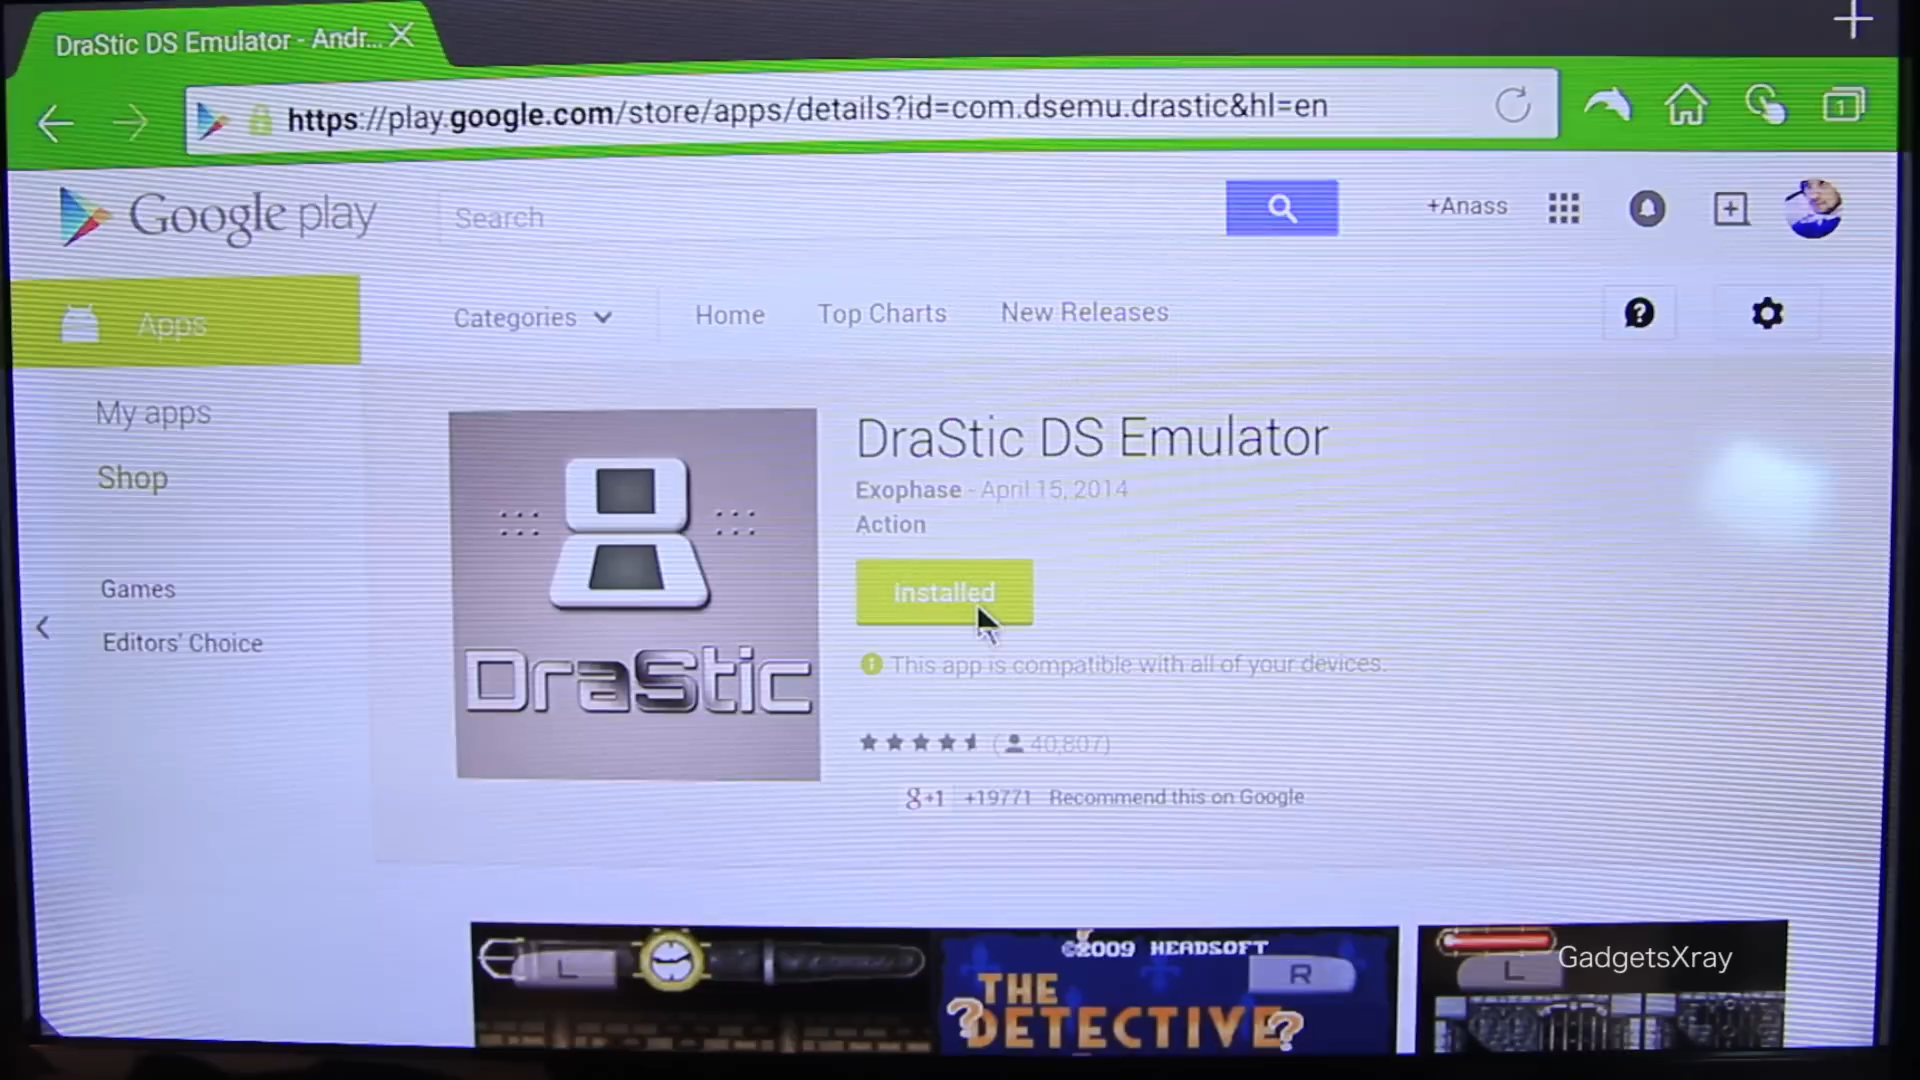 DraStic DS Emulator - Andr...
https://play.google.com/store/apps/details?id=com.dsemu.drastic&hl=en
1
Google play
Search
+Anass
Apps
Categories
Home
Top Charts
New Releases
My apps
Shop
Games
Editors' Choice
DraStic
DraStic DS Emulator
Exophase - April 15, 2014
Action
Installed
This app is compatible with all of your devices.
(40,807)
g+1 +19771 Recommend this on Google
L
©2009 HEADSOFT
R
THE
?DETECTIVE?
L
GadgetsXray